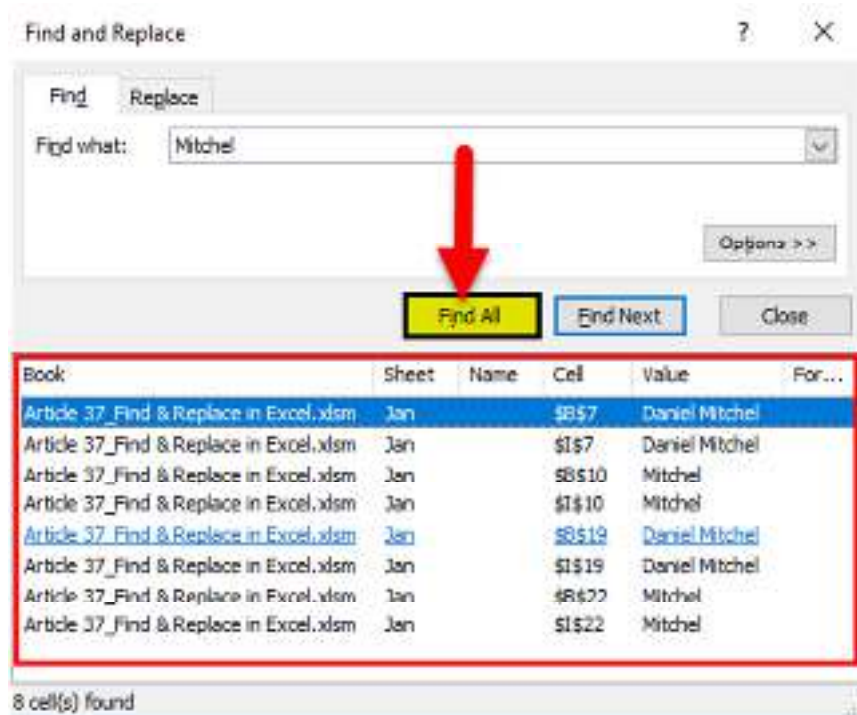 Find and Replace ? ×
Find Replace
Find what: Mitchel
Options >>
Find All Find Next Close
Book Sheet Name Cell Value For...
Article 37_Find & Replace in Excel.xlsm Jan $B$7 Daniel Mitchel
Article 37_Find & Replace in Excel.xlsm Jan $I$7 Daniel Mitchel
Article 37_Find & Replace in Excel.xlsm Jan $B$10 Mitchel
Article 37_Find & Replace in Excel.xlsm Jan $I$10 Mitchel
Article 37_Find & Replace in Excel.xlsm Jan $B$19 Daniel Mitchel
Article 37_Find & Replace in Excel.xlsm Jan $I$19 Daniel Mitchel
Article 37_Find & Replace in Excel.xlsm Jan $B$22 Mitchel
Article 37_Find & Replace in Excel.xlsm Jan $I$22 Mitchel
8 cell(s) found